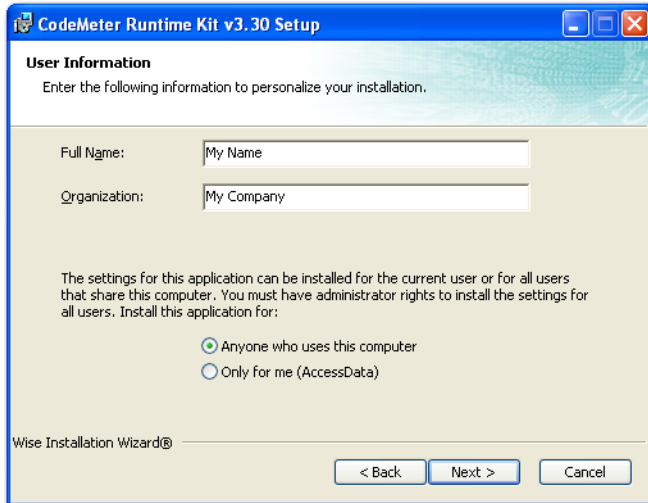 CodeMeter Runtime Kit v3.30 Setup
User Information
Enter the following information to personalize your installation.
Full Name:
My Name
Organization:
My Company
The settings for this application can be installed for the current user or for all users
that share this computer. You must have administrator rights to install the settings for
all users. Install this application for:
Anyone who uses this computer
Only for me (AccessData)
Wise Installation Wizard®
< Back
Next >
Cancel